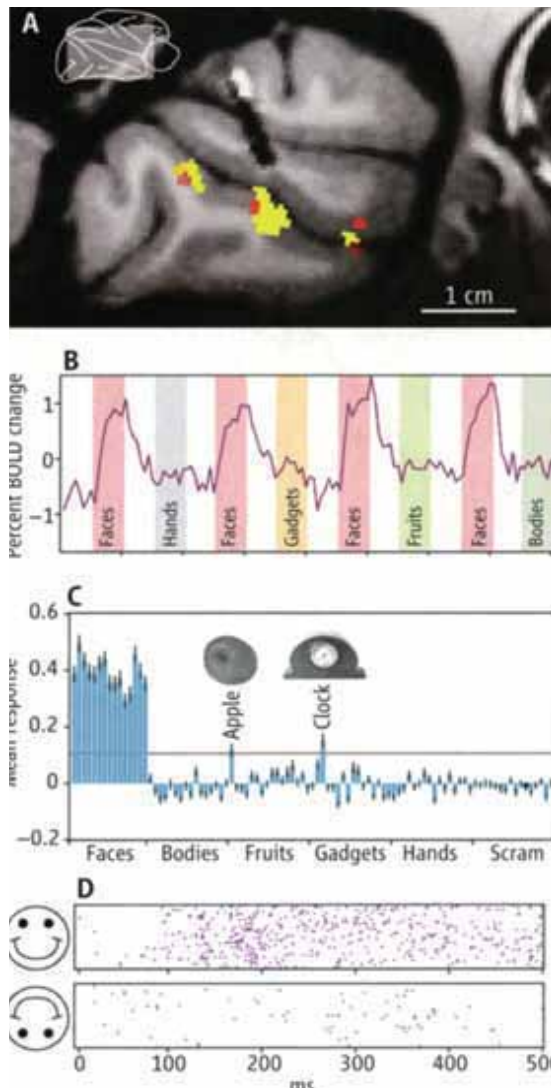 A
1 cm
B
Percent BOLD change
1
0
−1
Faces
Hands
Faces
Gadgets
Faces
Fruits
Faces
Bodies
C
Mean response
0.6
0.4
0.2
0
−0.2
Apple
Clock
Faces Bodies Fruits Gadgets Hands Scram
D
0 100 200 300 400 500
ms